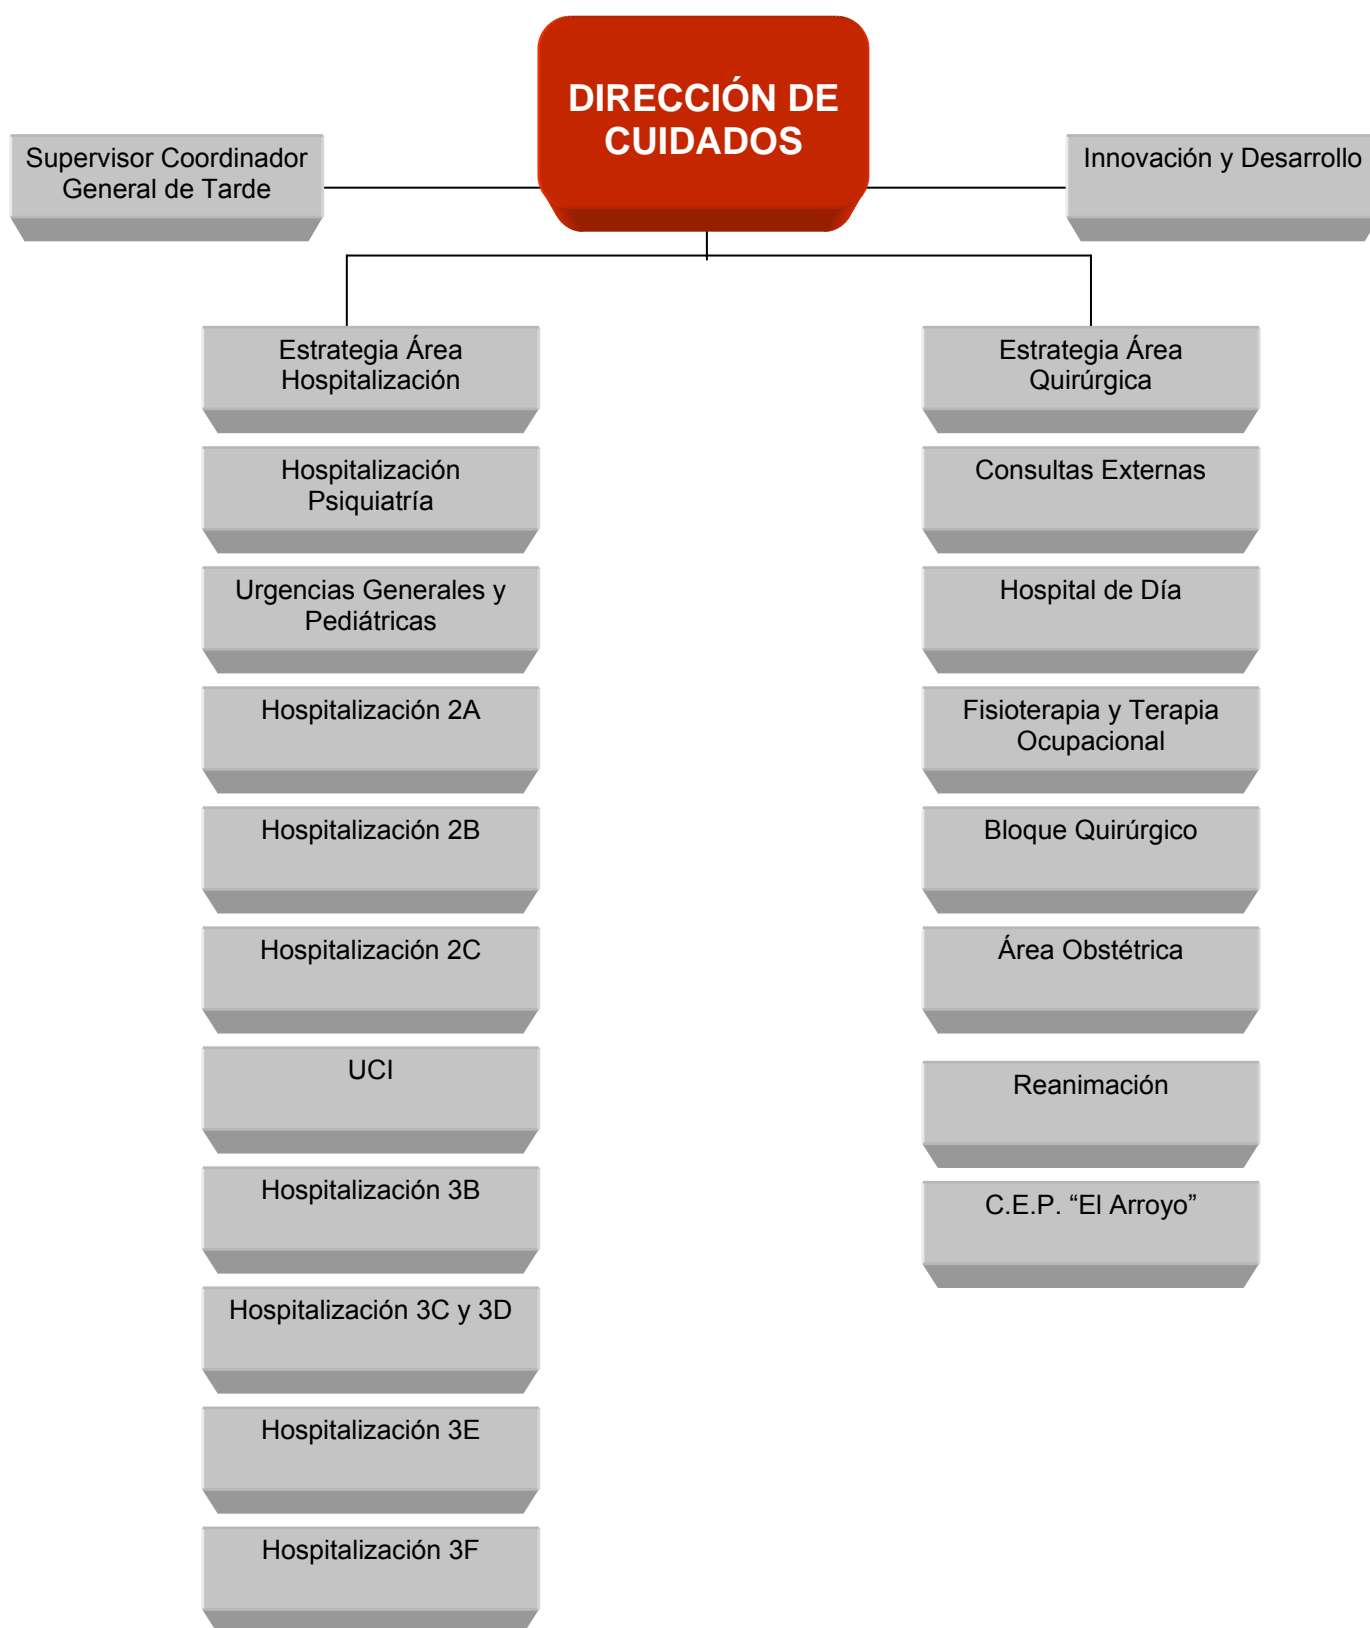 DIRECCIÓN DE
CUIDADOS
Supervisor Coordinador
General de Tarde
Innovación y Desarrollo
Estrategia Área
Hospitalización
Hospitalización
Psiquiatría
Urgencias Generales y
Pediátricas
Hospitalización 2A
Hospitalización 2B
Hospitalización 2C
UCI
Hospitalización 3B
Hospitalización 3C y 3D
Hospitalización 3E
Hospitalización 3F
Estrategia Área
Quirúrgica
Consultas Externas
Hospital de Día
Fisioterapia y Terapia
Ocupacional
Bloque Quirúrgico
Área Obstétrica
Reanimación
C.E.P. “El Arroyo”